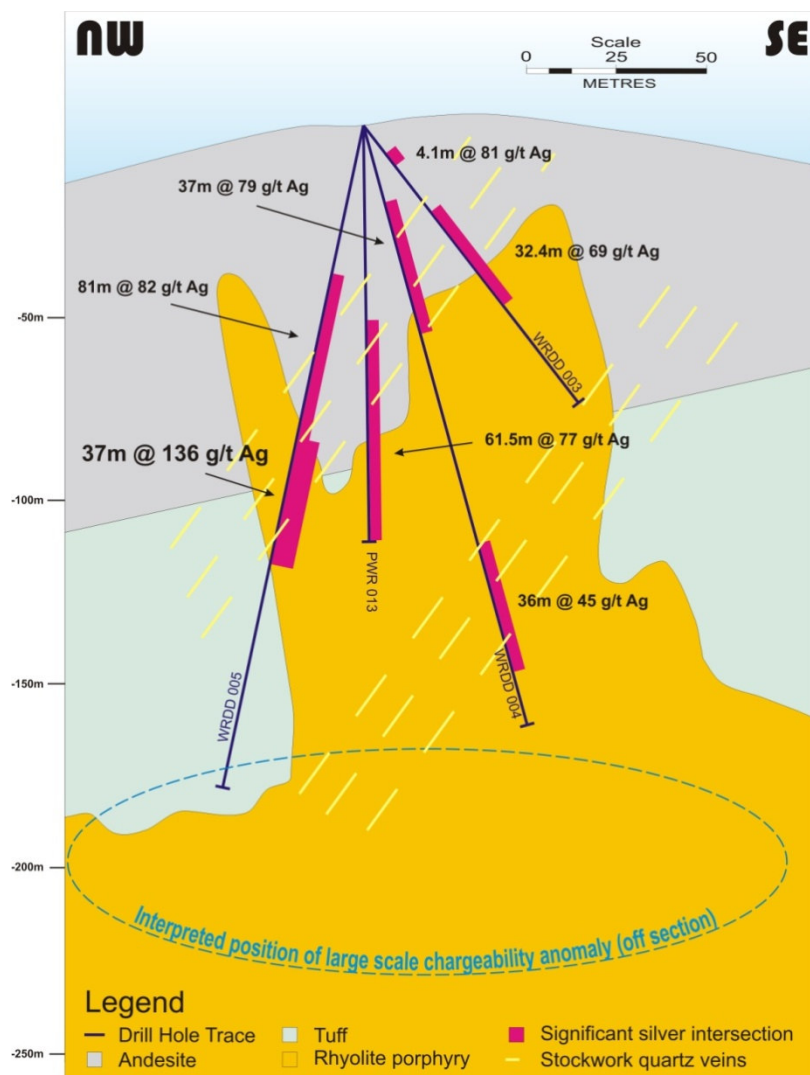 NW
SE
Scale
0 25 50
METRES
4.1m @ 81 g/t Ag
37m @ 79 g/t Ag
32.4m @ 69 g/t Ag
81m @ 82 g/t Ag
-50m
WRDD 003
61.5m @ 77 g/t Ag
37m @ 136 g/t Ag
-100m
PWR 013
36m @ 45 g/t Ag
-150m
WRDD 005
WRDD 004
-200m
Interpreted position of large scale chargeability anomaly (off section)
Legend
Drill Hole Trace
Tuff
Significant silver intersection
Andesite
Rhyolite porphyry
Stockwork quartz veins
-250m